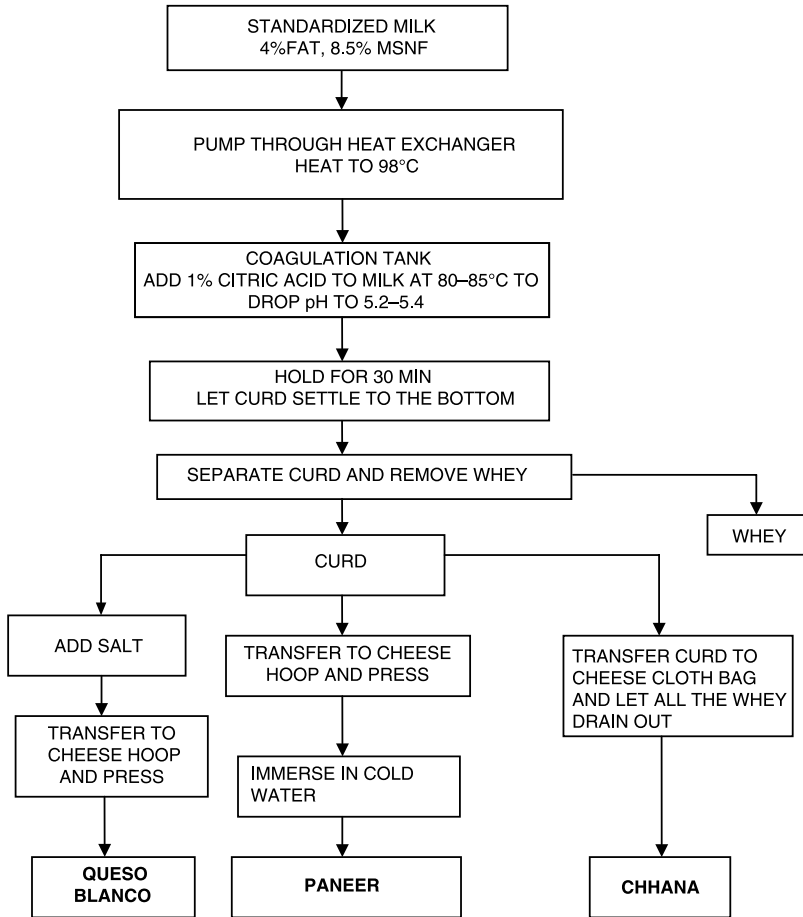 STANDARDIZED MILK
4%FAT, 8.5% MSNF
PUMP THROUGH HEAT EXCHANGER
HEAT TO 98°C
COAGULATION TANK
ADD 1% CITRIC ACID TO MILK AT 80–85°C TO
DROP pH TO 5.2–5.4
HOLD FOR 30 MIN
LET CURD SETTLE TO THE BOTTOM
SEPARATE CURD AND REMOVE WHEY
WHEY
CURD
ADD SALT
TRANSFER TO
CHEESE HOOP
AND PRESS
QUESO
BLANCO
TRANSFER TO CHEESE
HOOP AND PRESS
IMMERSE IN COLD
WATER
PANEER
TRANSFER CURD TO
CHEESE CLOTH BAG
AND LET ALL THE WHEY
DRAIN OUT
CHHANA